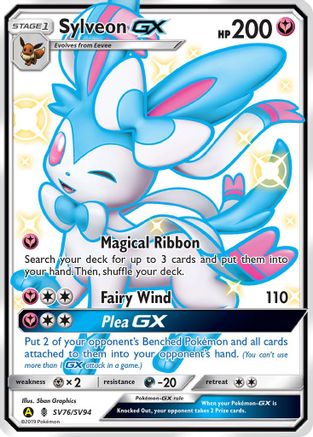 STAGE 1 Sylveon GX HP 200
Evolves from Eevee
Magical Ribbon
Search your deck for up to 3 cards and put them into
your hand. Then, shuffle your deck.
Fairy Wind 110
Plea GX
Put 2 of your opponent's Benched Pokémon and all cards
attached to them into your opponent's hand. (You can't use
more than 1 GX attack in a game.)
weakness × 2 resistance -20 retreat
Illus. 5ban Graphics
A SV76/SV94
©2019 Pokémon
Pokémon-GX rule
When your Pokémon-GX is
Knocked Out, your opponent takes 2 Prize cards.